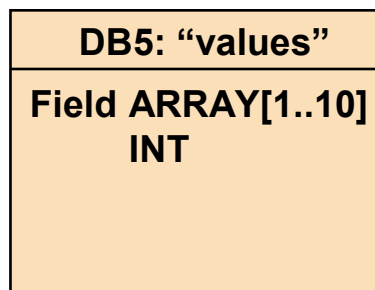 DB5: “values”
Field ARRAY[1..10]
INT